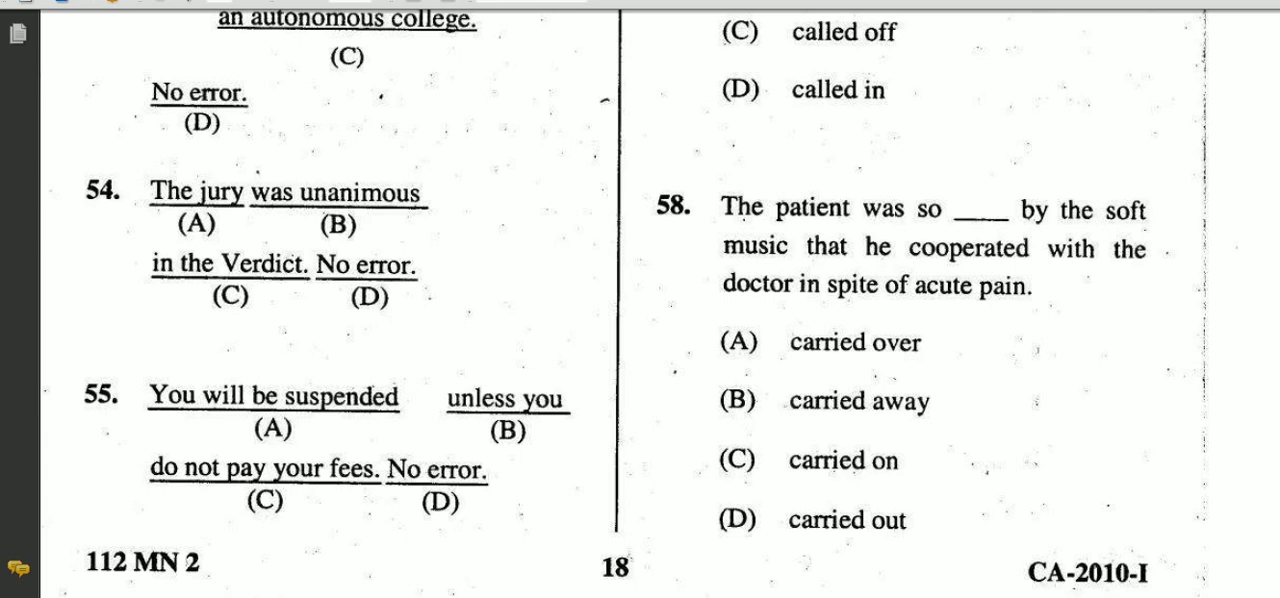 an autonomous college.
(C)
No error.
(D)
54. The jury was unanimous
(A) (B)
in the Verdict. No error.
(C) (D)
55. You will be suspended unless you
(A) (B)
do not pay your fees. No error.
(C) (D)
112 MN 2
(C) called off
(D) called in
58. The patient was so ____ by the soft
music that he cooperated with the
doctor in spite of acute pain.
(A) carried over
(B) carried away
(C) carried on
(D) carried out
18
CA-2010-I